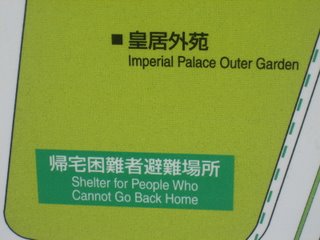 ■ 皇居外苑
Imperial Palace Outer Garden
帰宅困難者避難場所
Shelter for People Who
Cannot Go Back Home